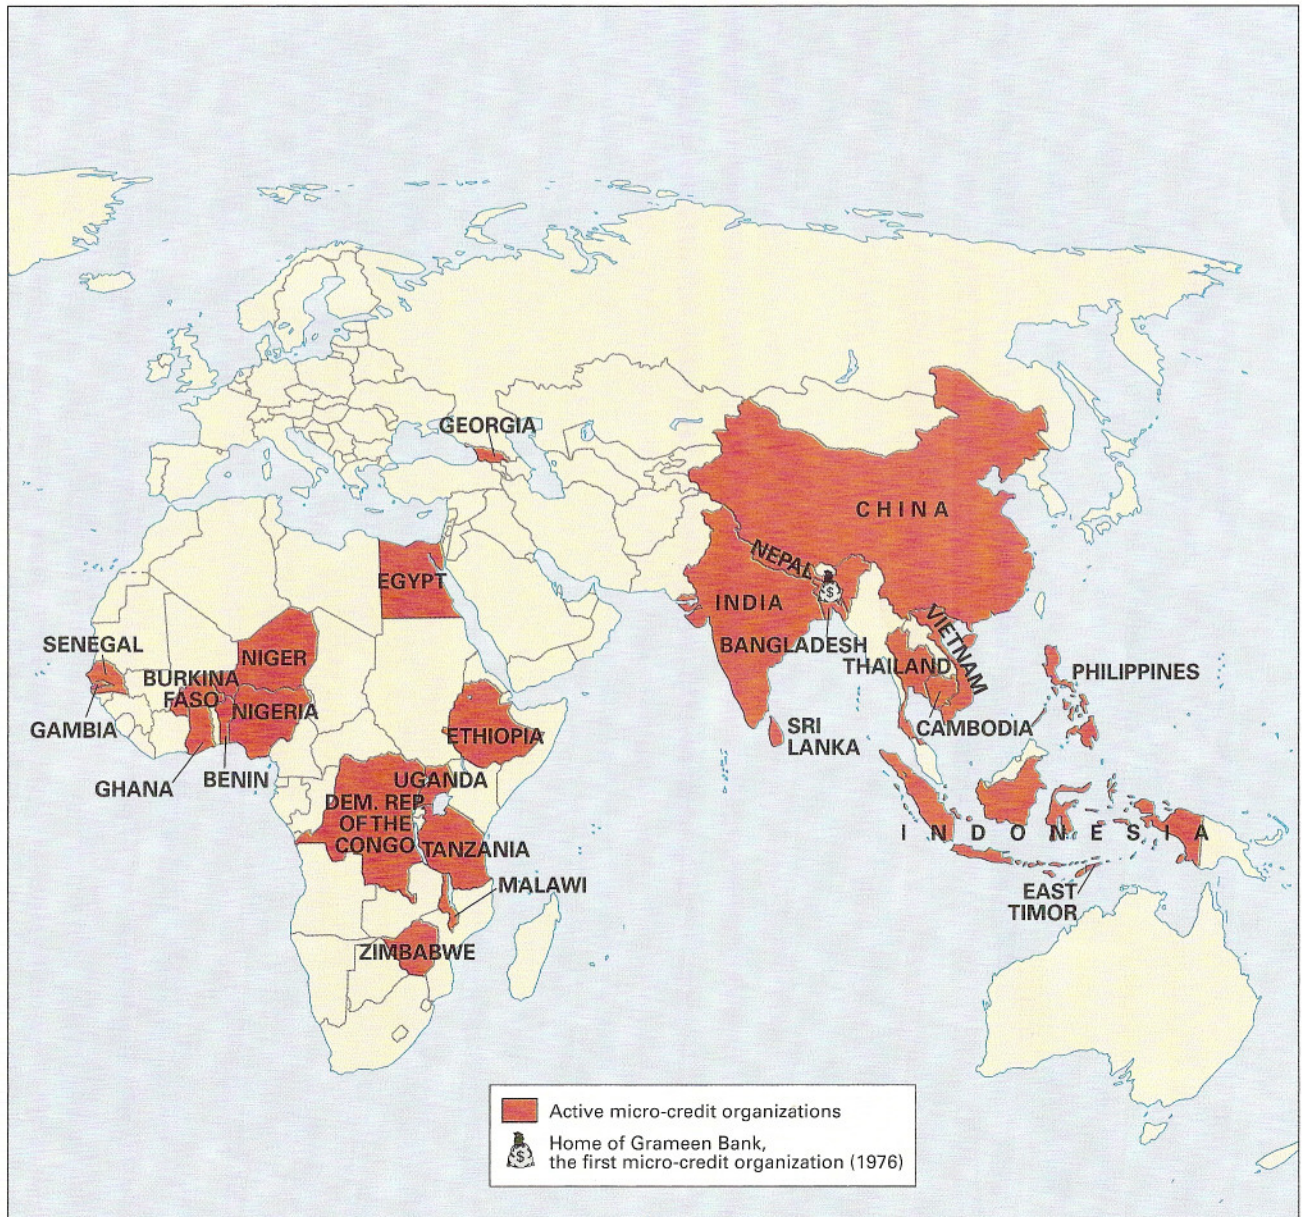 GEORGIA
CHINA
NEPAL
$
EGYPT
INDIA
BANGLADESH
VIETNAM
SENEGAL
NIGER
THAILAND
BURKINA
FASO
PHILIPPINES
NIGERIA
GAMBIA
CAMBODIA
SRI
LANKA
ETHIOPIA
GHANA
BENIN
UGANDA
DEM. REP.
OF THE
CONGO
TANZANIA
INDONESIA
MALAWI
EAST
TIMOR
ZIMBABWE
Active micro-credit organizations
$
Home of Grameen Bank,
the first micro-credit organization (1976)